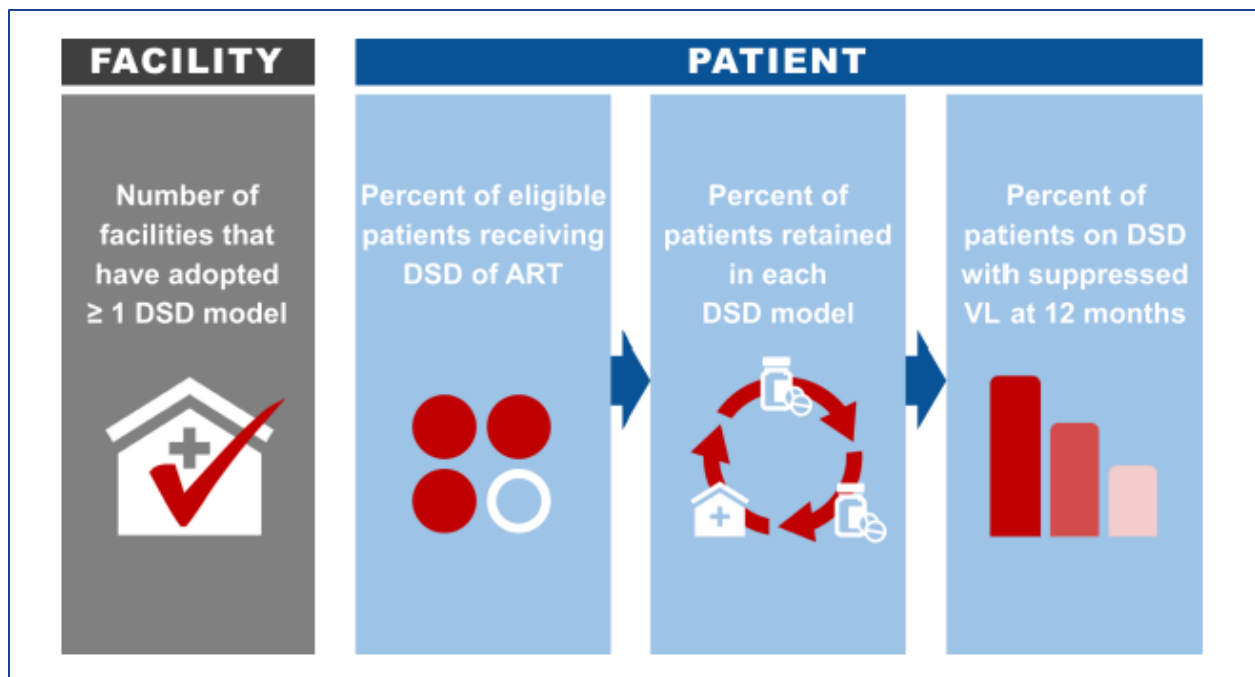 FACILITY
Number of
facilities that
have adopted
≥ 1 DSD model
PATIENT
Percent of eligible
patients receiving
DSD of ART
Percent of
patients retained
in each
DSD model
Percent of
patients on DSD
with suppressed
VL at 12 months